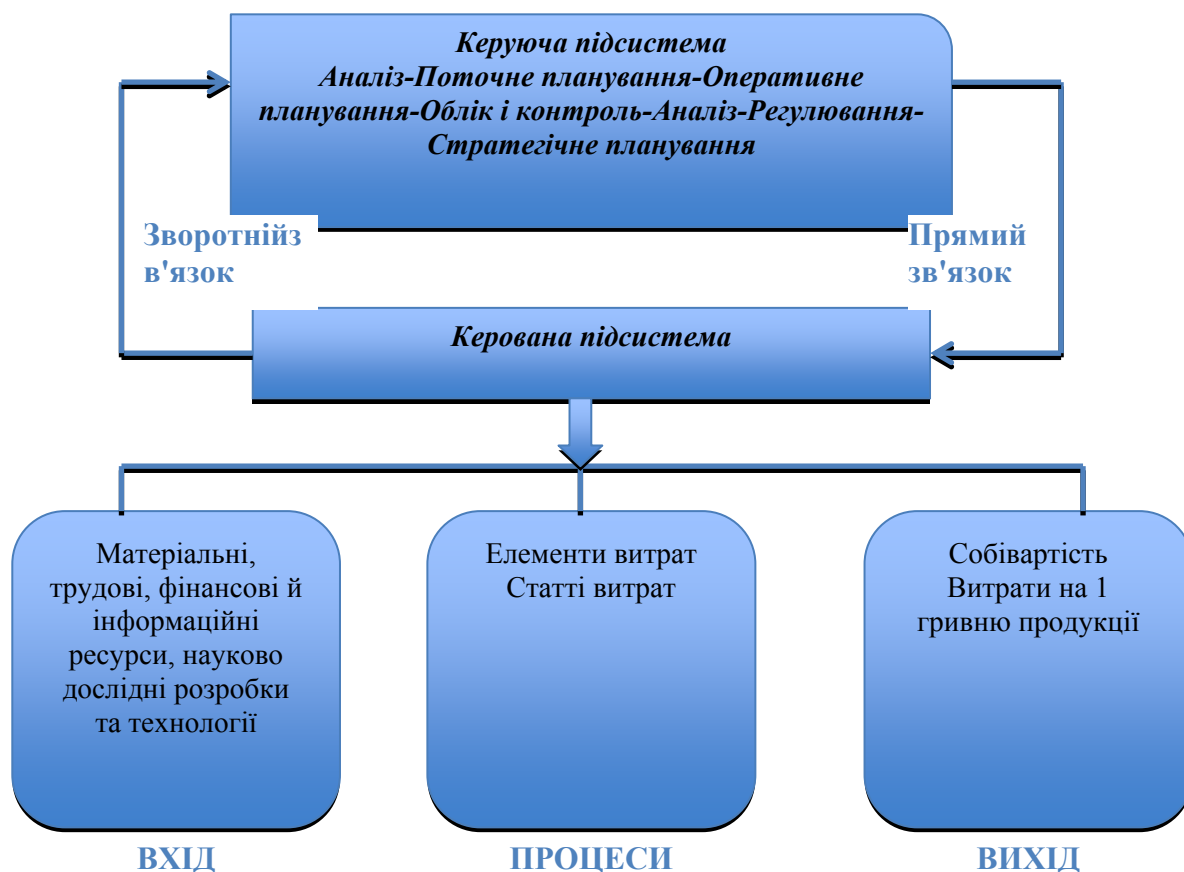 Керуюча підсистема
Аналіз-Поточне планування-Оперативне
планування-Облік і контроль-Аналіз-Регулювання-
Стратегічне планування
Зворотнійз
в'язок
Прямий
зв'язок
Керована підсистема
Матеріальні,
трудові, фінансові й
інформаційні
ресурси, науково
дослідні розробки
та технології
Елементи витрат
Статті витрат
Собівартість
Витрати на 1
гривню продукції
ВХІД
ПРОЦЕСИ
ВИХІД